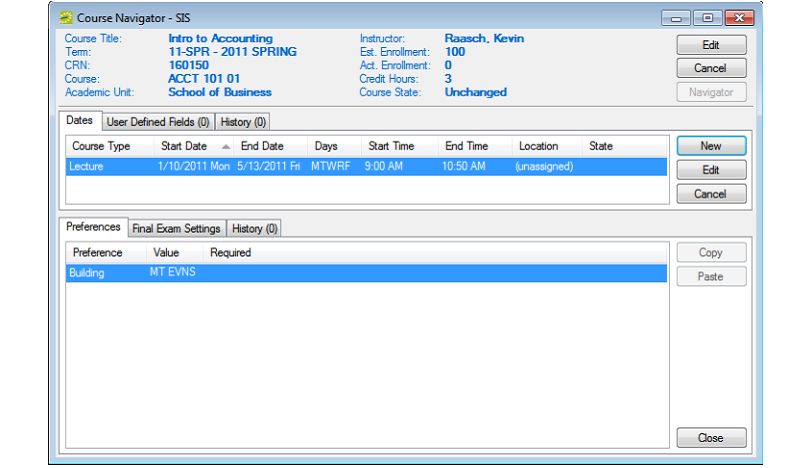 Course Navigator - SIS
Course Title: Intro to Accounting Instructor: Raasch, Kevin Edit
Term: 11-SPR - 2011 SPRING Est. Enrollment: 100
CRN: 160150 Act. Enrollment: 0 Cancel
Course: ACCT 101 01 Credit Hours: 3
Academic Unit: School of Business Course State: Unchanged Navigator
Dates User Defined Fields (0) History (0)
Course Type Start Date End Date Days Start Time End Time Location State New
Lecture 1/10/2011 Mon 5/13/2011 Fri MTWRF 9:00 AM 10:50 AM (unassigned) Edit
Cancel
Preferences Final Exam Settings History (0)
Preference Value Required Copy
Building MT EVNS Paste
Close